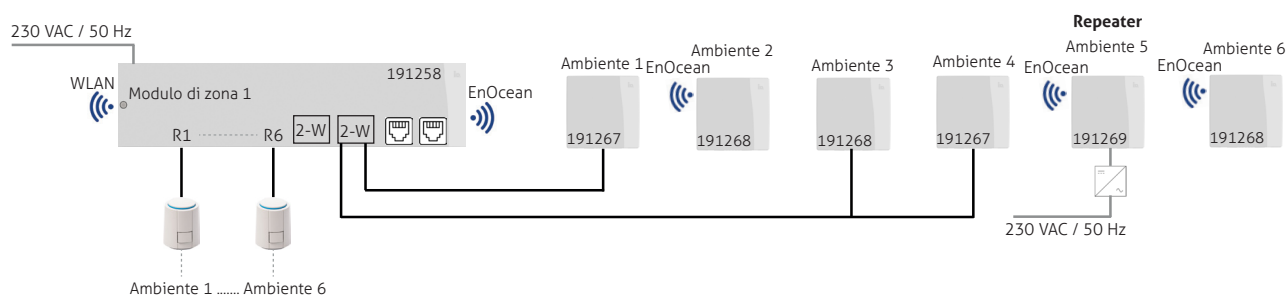 230 VAC / 50 Hz
WLAN
Modulo di zona 1
191258
EnOcean
R1
R6
2-W
2-W
Ambiente 1 ....... Ambiente 6
Ambiente 1
191267
Ambiente 2
EnOcean
191268
Ambiente 3
191268
Ambiente 4
191267
Repeater
Ambiente 5
EnOcean
191269
230 VAC / 50 Hz
Ambiente 6
EnOcean
191268